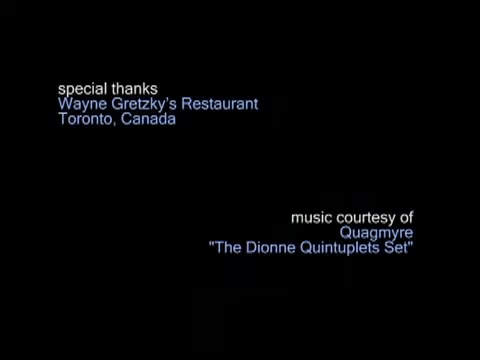 special thanks
Wayne Gretzky's Restaurant
Toronto, Canada
music courtesy of
Quagmyre
"The Dionne Quintuplets Set"